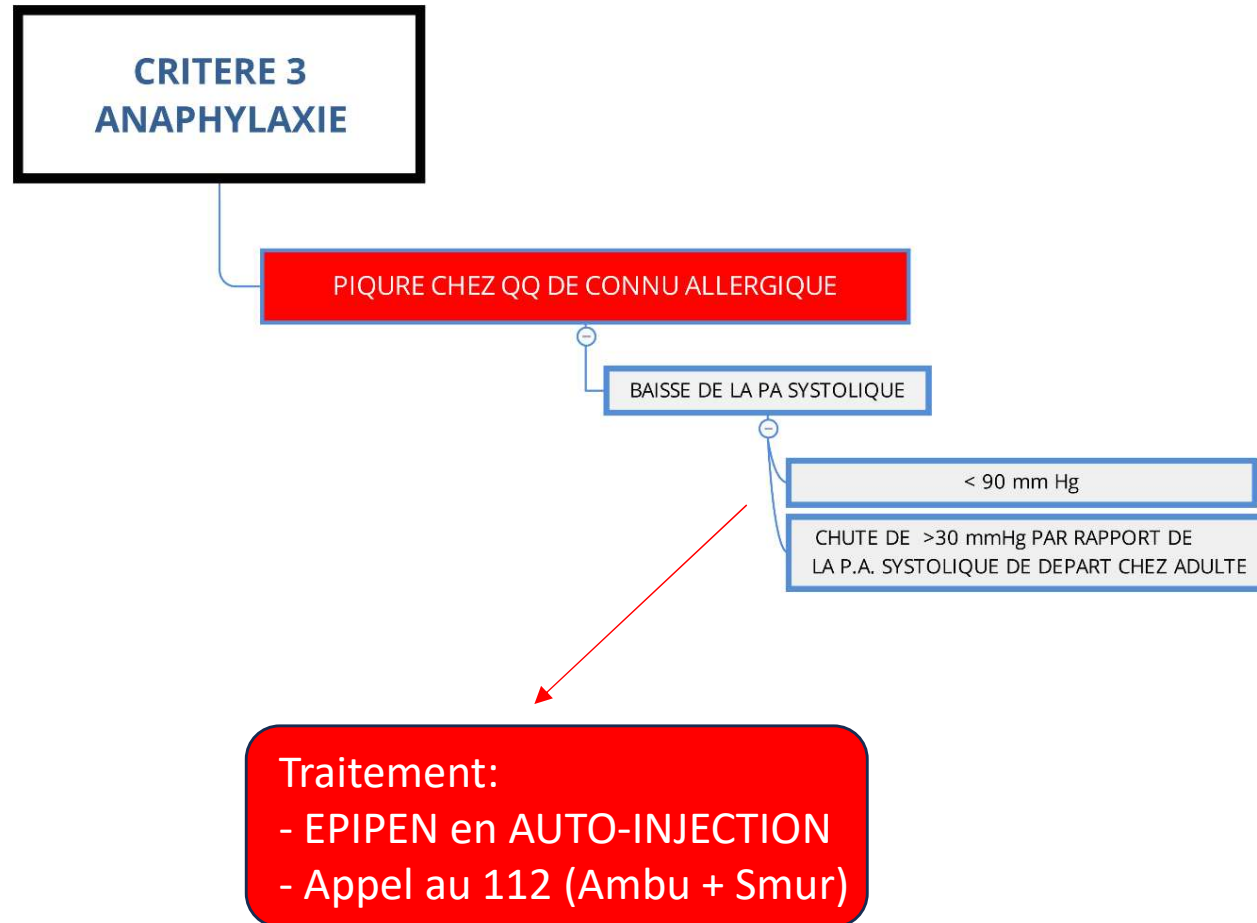 CRITERE 3
ANAPHYLAXIE
PIQURE CHEZ QQ DE CONNU ALLERGIQUE
BAISSE DE LA PA SYSTOLIQUE
< 90 mm Hg
CHUTE DE >30 mmHg PAR RAPPORT DE
LA P.A. SYSTOLIQUE DE DEPART CHEZ ADULTE
Traitement:
- EPIPEN en AUTO-INJECTION
- Appel au 112 (Ambu + Smur)